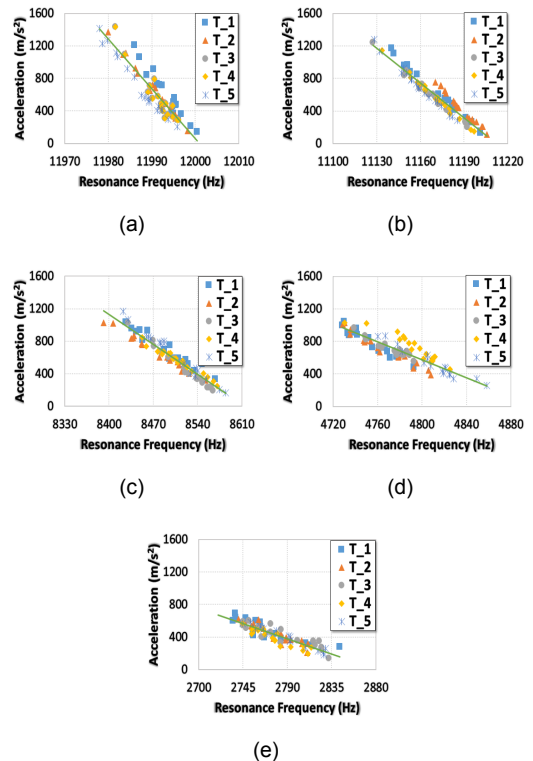 Acceleration (m/s²)
1600
1200
800
400
0
T_1
T_2
T_3
T_4
T_5
11970 11980 11990 12000 12010
Resonance Frequency (Hz)
(a)
Acceleration (m/s²)
1600
1200
800
400
0
T_1
T_2
T_3
T_4
T_5
11100 11130 11160 11190 11220
Resonance Frequency (Hz)
(b)
Acceleration (m/s²)
1600
1200
800
400
0
T_1
T_2
T_3
T_4
T_5
8330 8400 8470 8540 8610
Resonance Frequency (Hz)
(c)
Acceleration (m/s²)
1600
1200
800
400
0
T_1
T_2
T_3
T_4
T_5
4720 4760 4800 4840 4880
Resonance Frequency (Hz)
(d)
Acceleration (m/s²)
1600
1200
800
400
0
T_1
T_2
T_3
T_4
T_5
2700 2745 2790 2835 2880
Resonance Frequency (Hz)
(e)